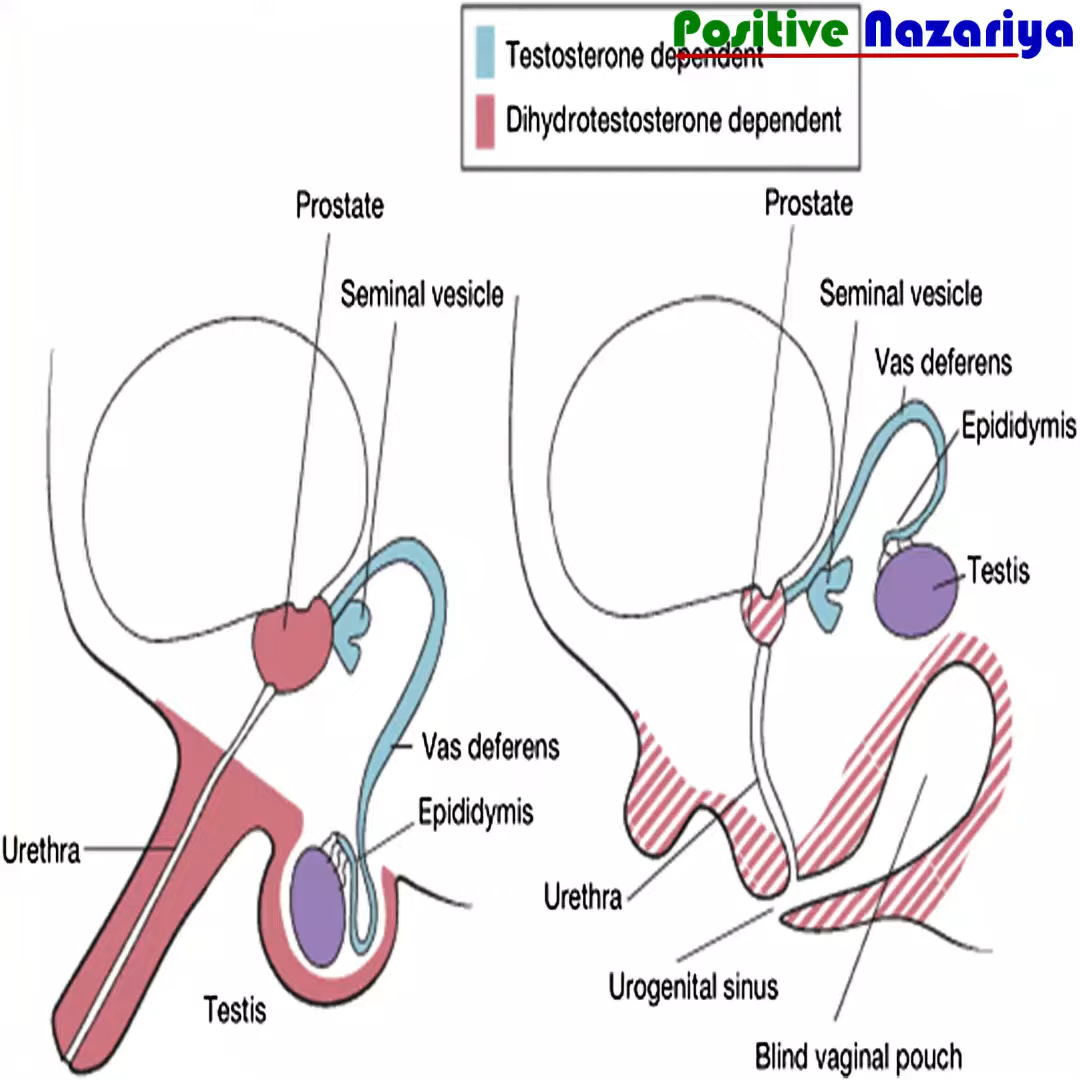 Positive Nazariya
Testosterone dependent
Dihydrotestosterone dependent
Prostate
Seminal vesicle
Vas deferens
Epididymis
Urethra
Testis
Prostate
Seminal vesicle
Vas deferens
Epididymis
Testis
Urethra
Urogenital sinus
Blind vaginal pouch